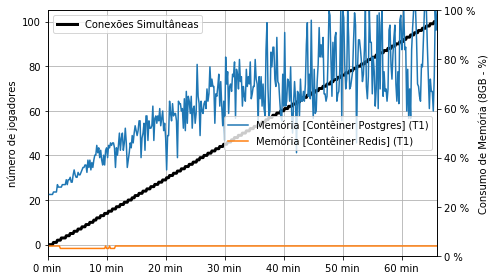 Conexões Simultâneas
Memória [Contêiner Postgres] (T1)
Memória [Contêiner Redis] (T1)
número de jogadores
100
80
60
40
20
0
0 min
10 min
20 min
30 min
40 min
50 min
60 min
100 %
80 %
60 %
40 %
20 %
0 %
Consumo de Memória (8GB - %)